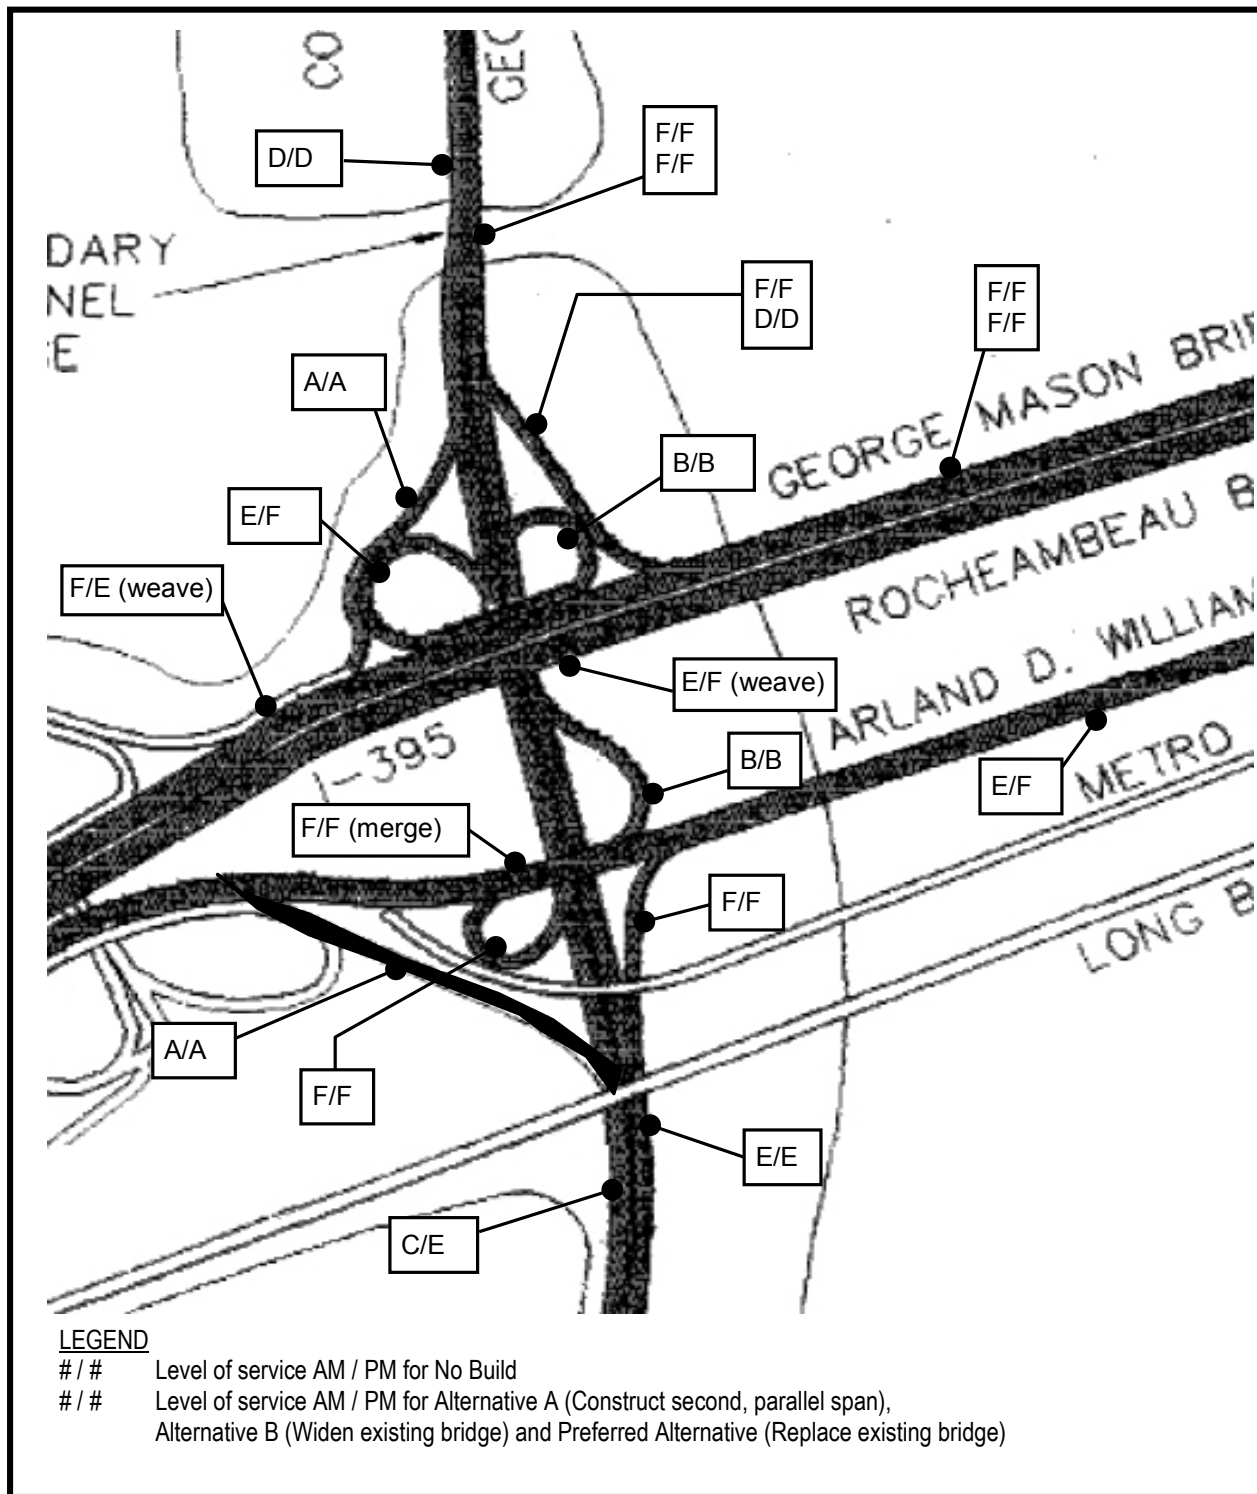 CO
GEO
D/D
F/F
F/F
DARY
NEL
E
F/F
D/D
F/F
F/F
A/A
B/B
GEORGE MASON BRI
E/F
ROCHEAMBEAU B
F/E (weave)
E/F (weave)
ARLAND D. WILLIAM
I-395
B/B
METRO
E/F
F/F (merge)
F/F
LONG B
A/A
F/F
E/E
C/E
LEGEND
# / # Level of service AM / PM for No Build
# / # Level of service AM / PM for Alternative A (Construct second, parallel span),
Alternative B (Widen existing bridge) and Preferred Alternative (Replace existing bridge)